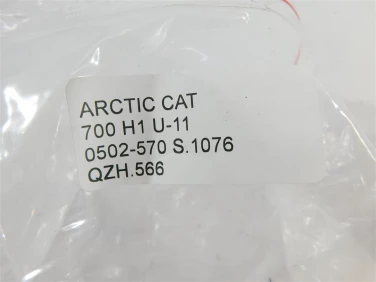 ARCTIC CAT
700 H1 U-11
0502-570 S.1076
QZH.566